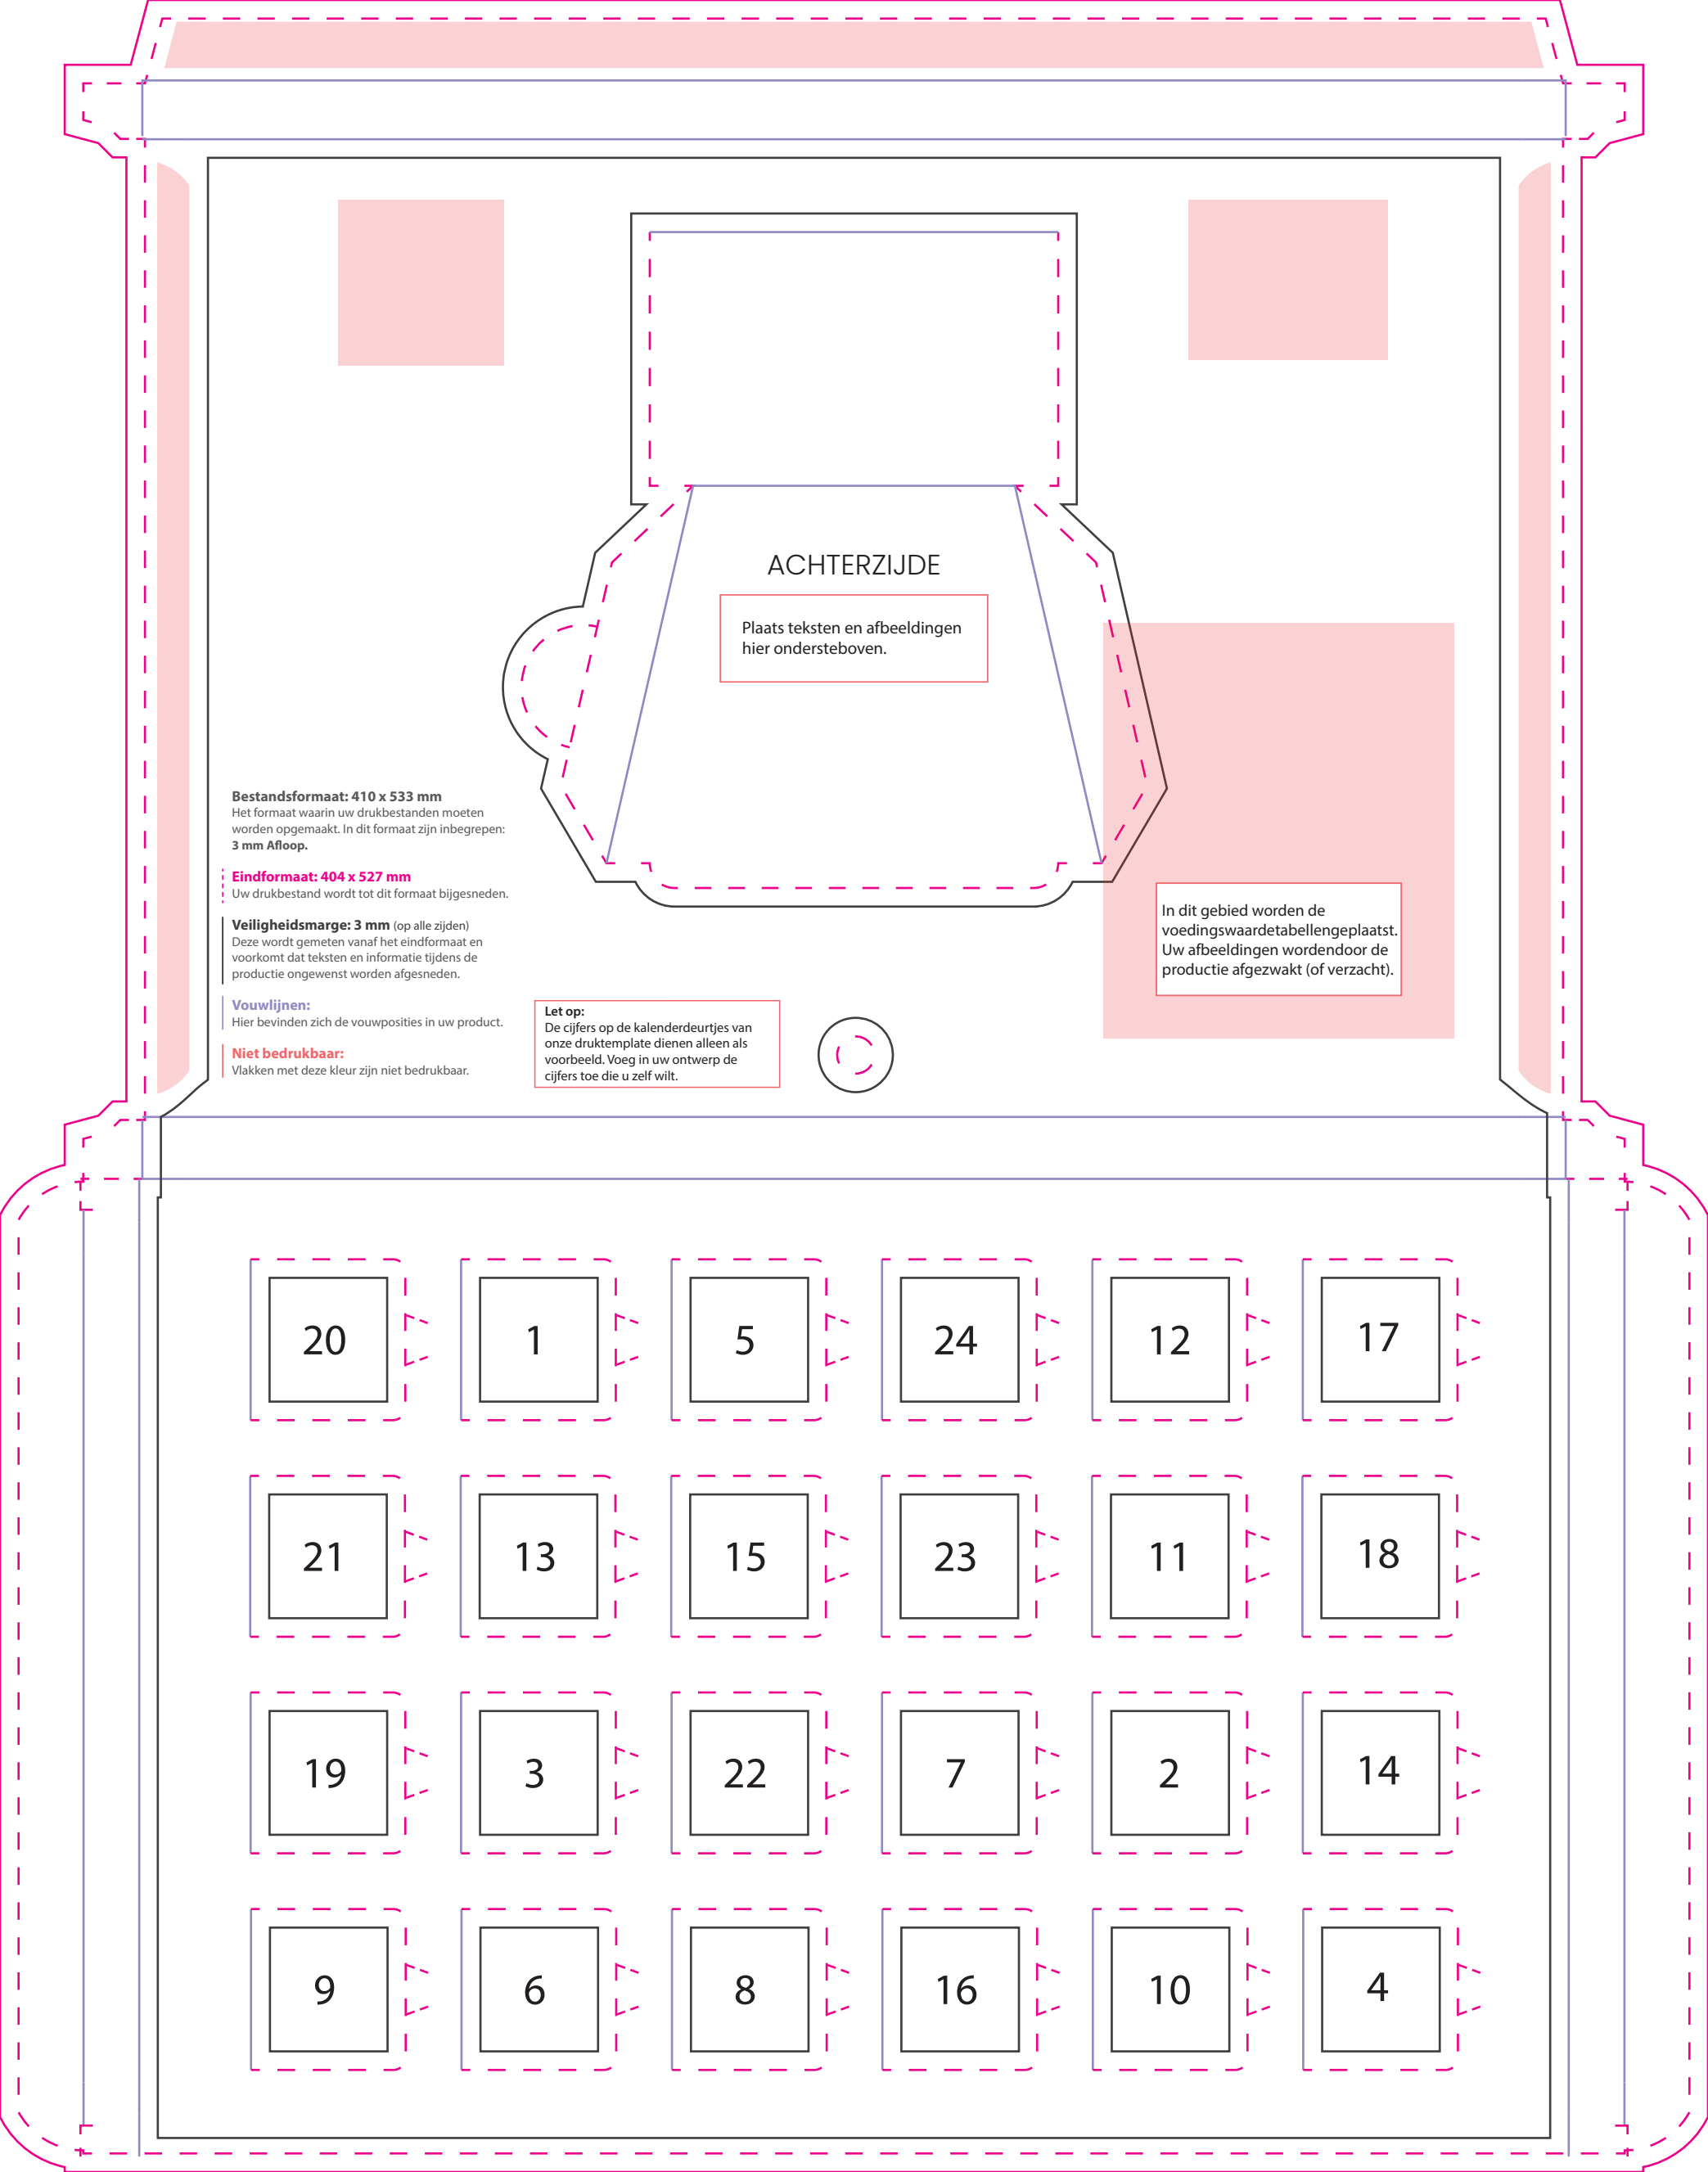 ACHTERZIJDE
Plaats teksten en afbeeldingen
hier ondersteboven.
Bestandsformaat: 410 x 533 mm
Het formaat waarin uw drukbestanden moeten
worden opgemaakt. In dit formaat zijn inbegrepen:
3 mm Afloop.
Eindformaat: 404 x 527 mm
Uw drukbestand wordt tot dit formaat bijgesneden.
Veiligheidsmarge: 3 mm (op alle zijden)
Deze wordt gemeten vanaf het eindformaat en
voorkomt dat teksten en informatie tijdens de
productie ongewenst worden afgesneden.
Vouwlijnen:
Hier bevinden zich de vouwposities in uw product.
Niet bedrukbaar:
Vlakken met deze kleur zijn niet bedrukbaar.
Let op:
De cijfers op de kalenderdeurtjes van
onze druktemplate dienen alleen als
voorbeeld. Voeg in uw ontwerp de
cijfers toe die u zelf wilt.
In dit gebied worden de
voedingswaardetabellengeplaatst.
Uw afbeeldingen wordendoor de
productie afgezwakt (of verzacht).
20 1 5 24 12 17
21 13 15 23 11 18
19 3 22 7 2 14
9 6 8 16 10 4